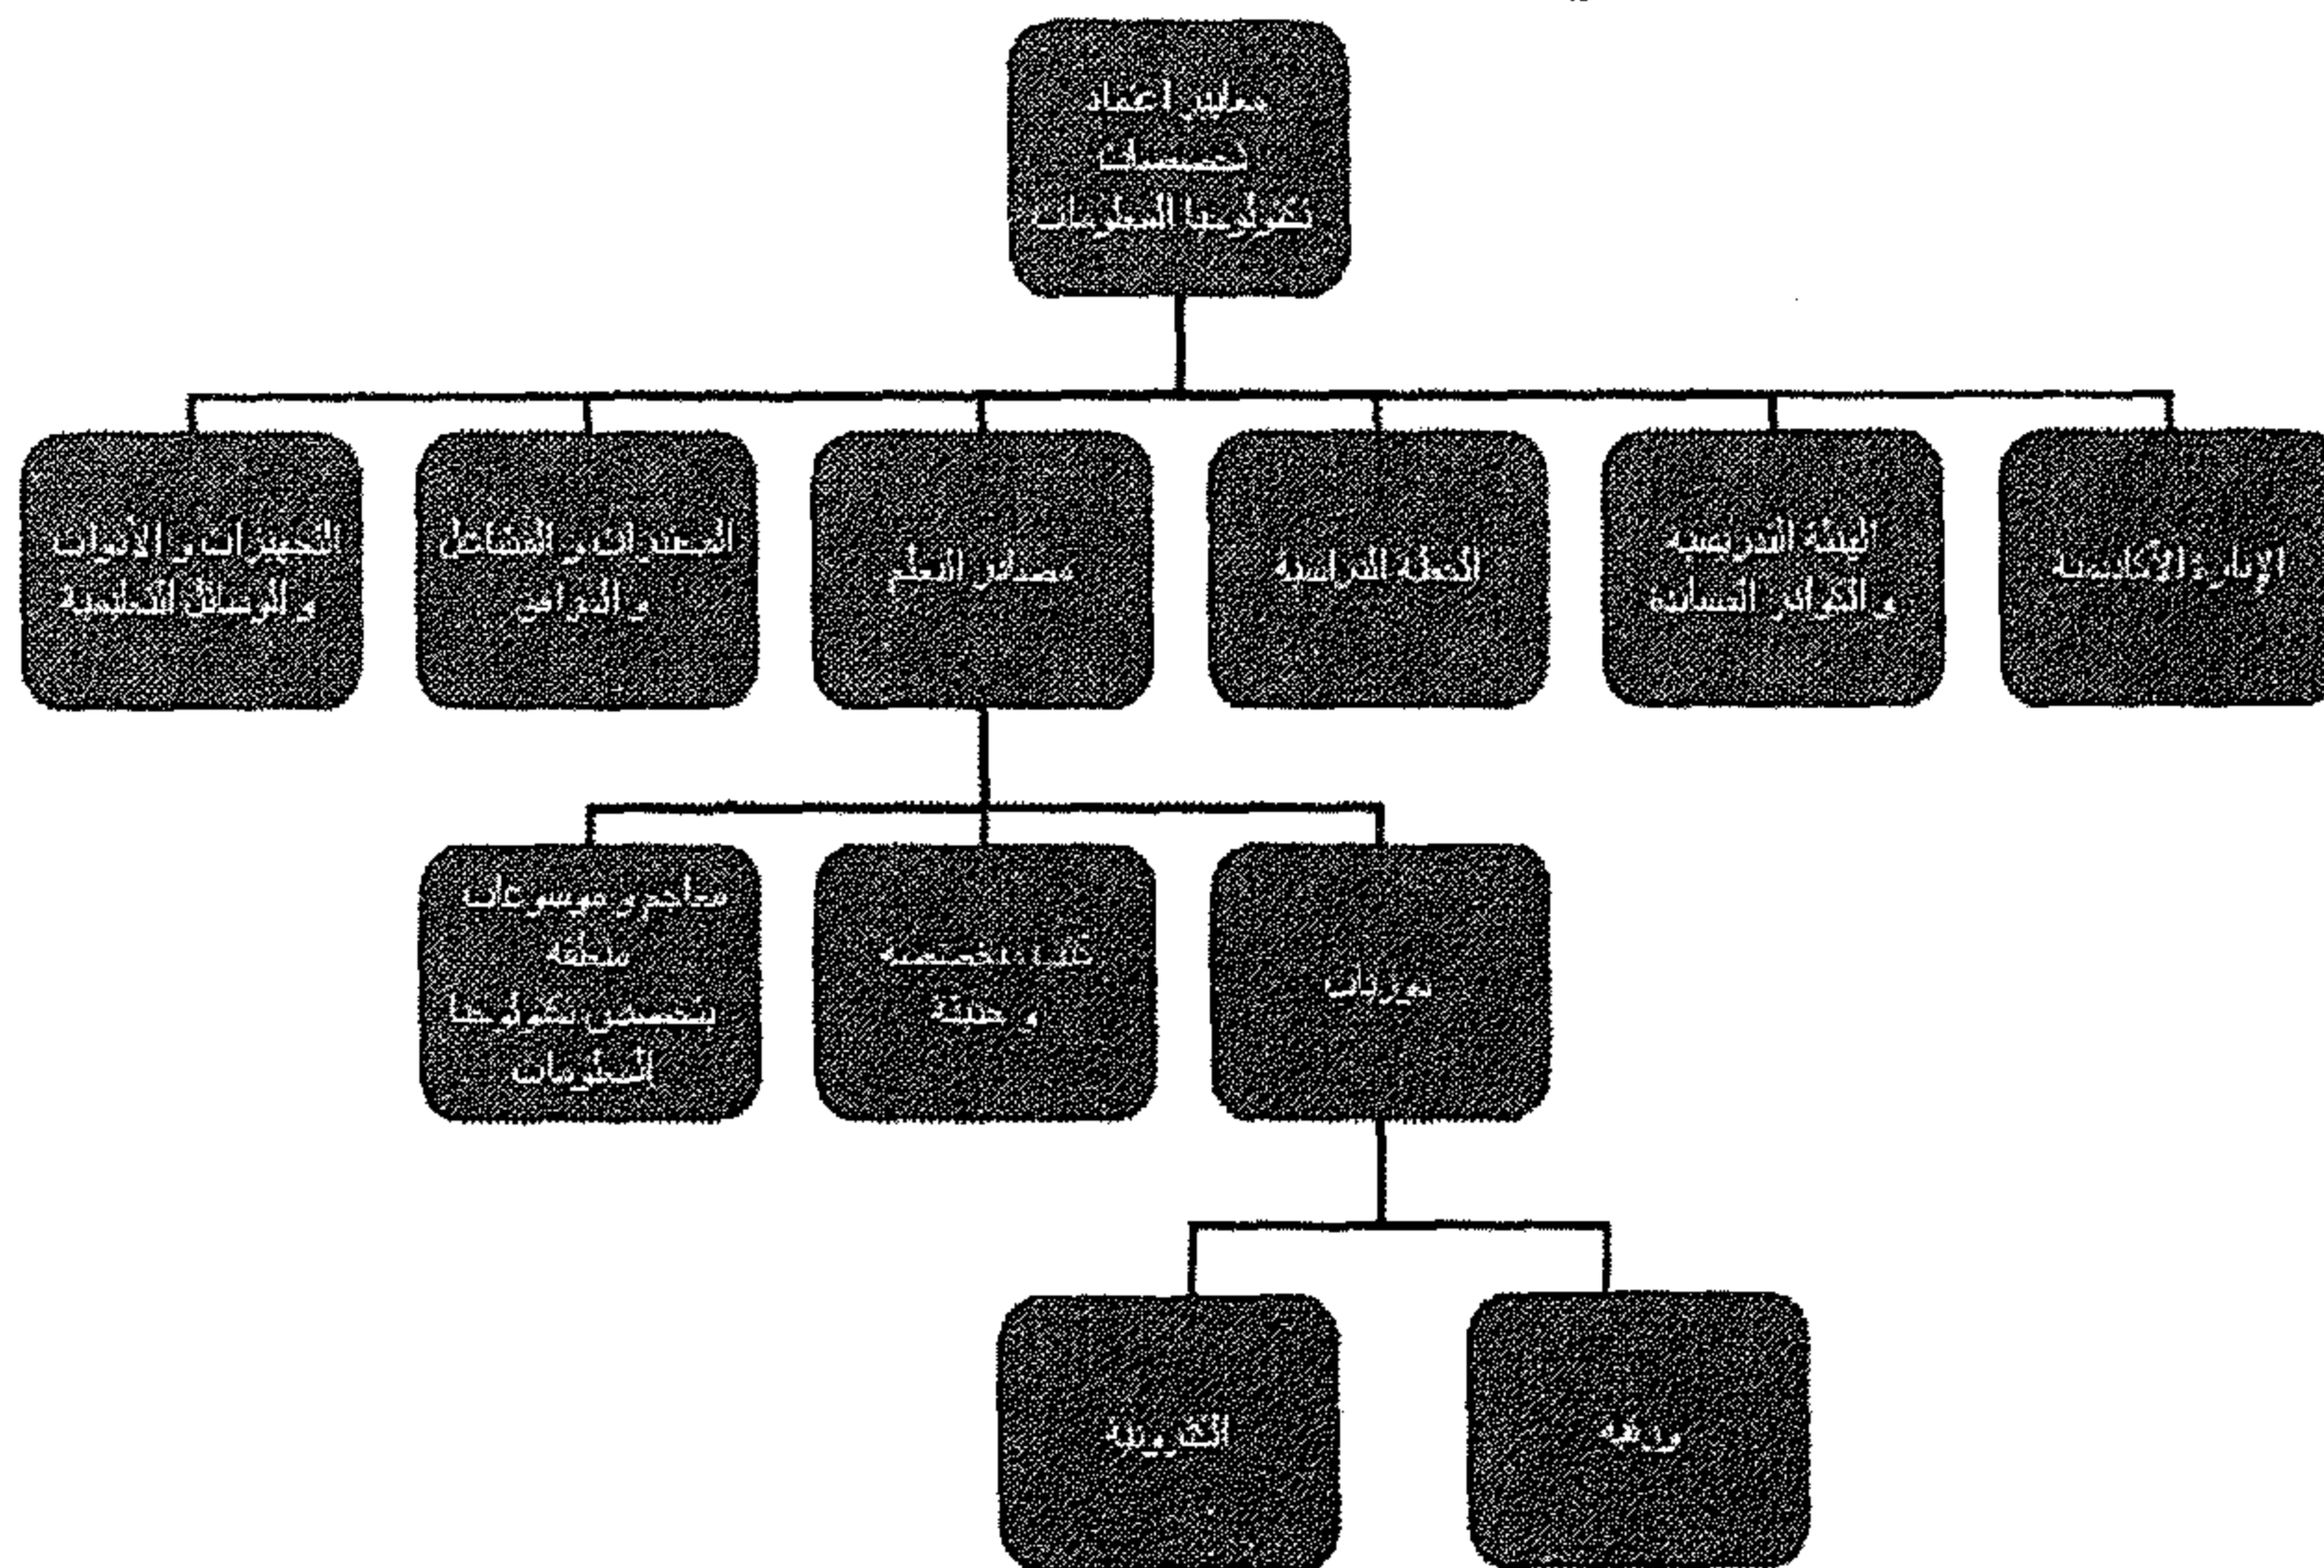 معايير اعتماد
تخصصات
تكنولوجيا المعلومات
الإدارة الأكاديمية
الهيئة التدريسية
و الكوادر المساندة
الخطة الدراسية
مصادر التعلم
المختبرات و المشاغل
و المرافق
التجهيزات و الأدوات
و الوسائل التعليمية
دوريات
كتب متخصصة
و حديثة
معاجم و موسوعات
متعلقة
بتخصص تكنولوجيا
المعلومات
ورقية
الكترونية